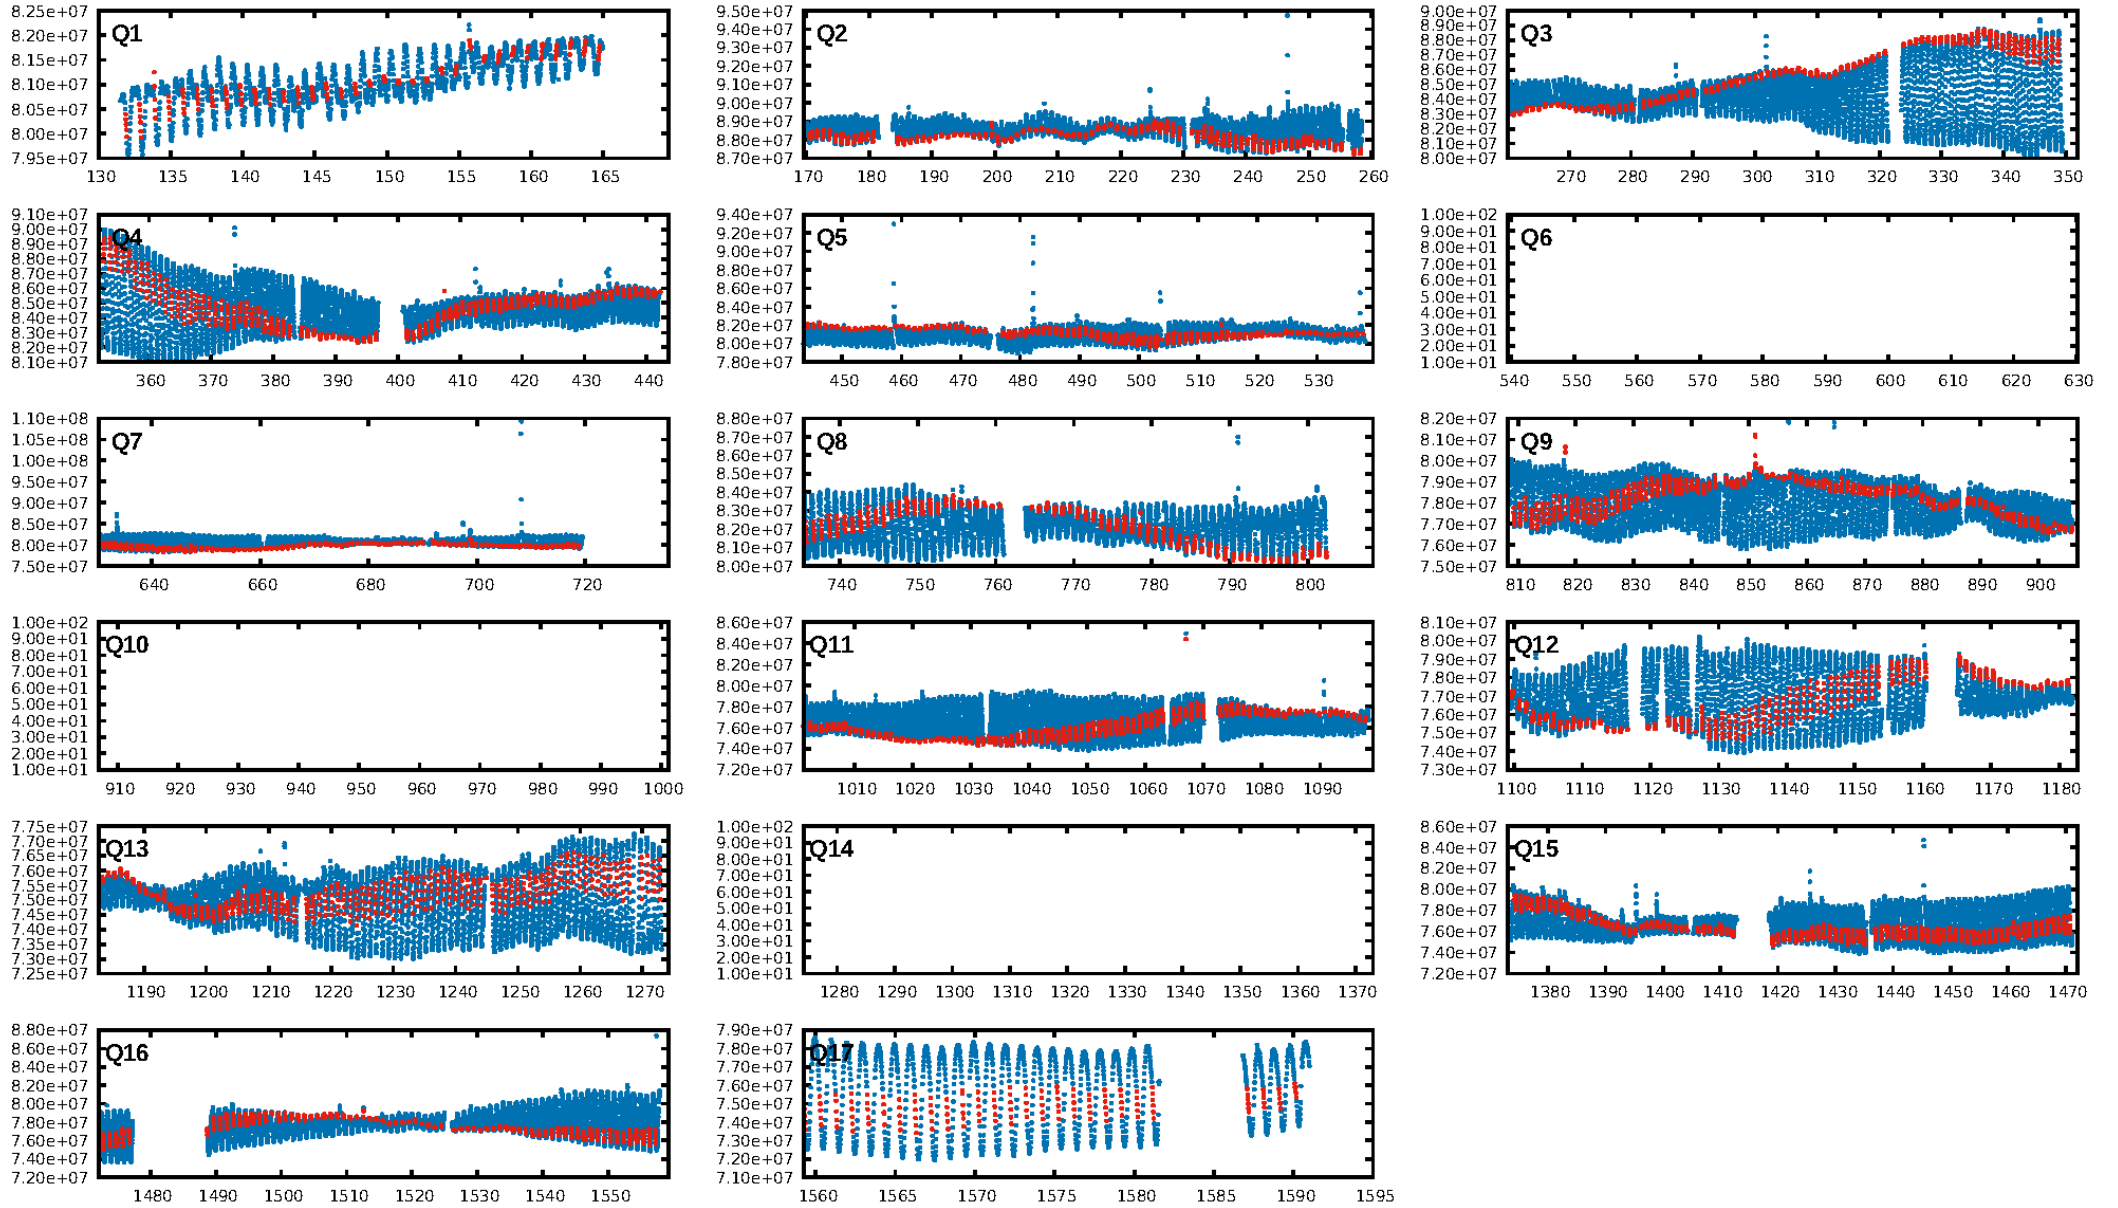 8.25e+07
8.20e+07
8.15e+07
8.10e+07
8.05e+07
8.00e+07
7.95e+07
Q1
130 135 140 145 150 155 160 165
9.50e+07
9.40e+07
9.30e+07
9.20e+07
9.10e+07
9.00e+07
8.90e+07
8.80e+07
8.70e+07
Q2
170 180 190 200 210 220 230 240 250 260
9.00e+07
8.90e+07
8.80e+07
8.70e+07
8.60e+07
8.50e+07
8.40e+07
8.30e+07
8.20e+07
8.10e+07
8.00e+07
Q3
270 280 290 300 310 320 330 340 350
9.10e+07
9.00e+07
8.90e+07
8.80e+07
8.70e+07
8.60e+07
8.50e+07
8.40e+07
8.30e+07
8.20e+07
8.10e+07
Q4
360 370 380 390 400 410 420 430 440
9.40e+07
9.20e+07
9.00e+07
8.80e+07
8.60e+07
8.40e+07
8.20e+07
8.00e+07
7.80e+07
Q5
450 460 470 480 490 500 510 520 530
1.00e+02
9.00e+01
8.00e+01
7.00e+01
6.00e+01
5.00e+01
4.00e+01
3.00e+01
2.00e+01
1.00e+01
Q6
540 550 560 570 580 590 600 610 620 630
1.10e+08
1.05e+08
1.00e+08
9.50e+07
9.00e+07
8.50e+07
8.00e+07
7.50e+07
Q7
640 660 680 700 720
8.80e+07
8.70e+07
8.60e+07
8.50e+07
8.40e+07
8.30e+07
8.20e+07
8.10e+07
8.00e+07
Q8
740 750 760 770 780 790 800
8.20e+07
8.10e+07
8.00e+07
7.90e+07
7.80e+07
7.70e+07
7.60e+07
7.50e+07
Q9
810 820 830 840 850 860 870 880 890 900
1.00e+02
9.00e+01
8.00e+01
7.00e+01
6.00e+01
5.00e+01
4.00e+01
3.00e+01
2.00e+01
1.00e+01
Q10
910 920 930 940 950 960 970 980 990 1000
8.60e+07
8.40e+07
8.20e+07
8.00e+07
7.80e+07
7.60e+07
7.40e+07
7.20e+07
Q11
1010 1020 1030 1040 1050 1060 1070 1080 1090
8.10e+07
8.00e+07
7.90e+07
7.80e+07
7.70e+07
7.60e+07
7.50e+07
7.40e+07
7.30e+07
Q12
1100 1110 1120 1130 1140 1150 1160 1170 1180
7.75e+07
7.70e+07
7.65e+07
7.60e+07
7.55e+07
7.50e+07
7.45e+07
7.40e+07
7.35e+07
7.30e+07
7.25e+07
Q13
1190 1200 1210 1220 1230 1240 1250 1260 1270
1.00e+02
9.00e+01
8.00e+01
7.00e+01
6.00e+01
5.00e+01
4.00e+01
3.00e+01
2.00e+01
1.00e+01
Q14
1280 1290 1300 1310 1320 1330 1340 1350 1360 1370
8.60e+07
8.40e+07
8.20e+07
8.00e+07
7.80e+07
7.60e+07
7.40e+07
7.20e+07
Q15
1380 1390 1400 1410 1420 1430 1440 1450 1460 1470
8.80e+07
8.60e+07
8.40e+07
8.20e+07
8.00e+07
7.80e+07
7.60e+07
7.40e+07
7.20e+07
Q16
1480 1490 1500 1510 1520 1530 1540 1550
7.90e+07
7.80e+07
7.70e+07
7.60e+07
7.50e+07
7.40e+07
7.30e+07
7.20e+07
7.10e+07
Q17
1560 1565 1570 1575 1580 1585 1590 1595